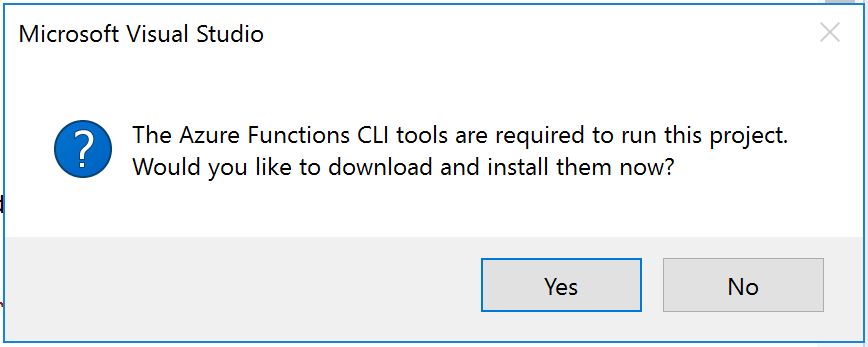 Microsoft Visual Studio
The Azure Functions CLI tools are required to run this project.
Would you like to download and install them now?
Yes
No